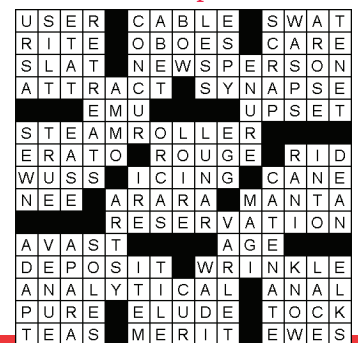 USER CABLE SWAT
RITE OBOES CARE
SLAT NEWSPERSON
ATTRACT SYNAPSE
EMU UPSET
STEAMROLLER
ERATO ROUGE RID
WUSS ICING CANE
NEE ARARA MANTA
RESERVATION
AVAST AGE
DEPOSIT WRINKLE
ANALYTICAL ANAL
PURE ELUDE TOCK
TEAS MERIT EWES